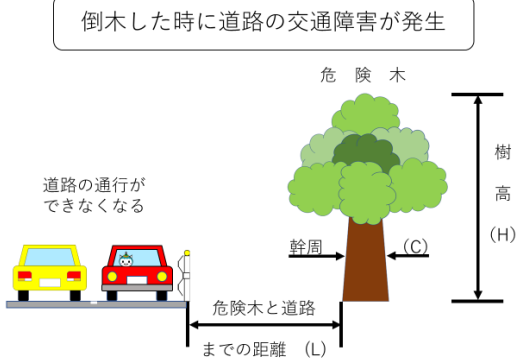 倒木した時に道路の交通障害が発生
危険木
道路の通行が
できなくなる
樹
高
(H)
幹周
(C)
危険木と道路
までの距離 (L)